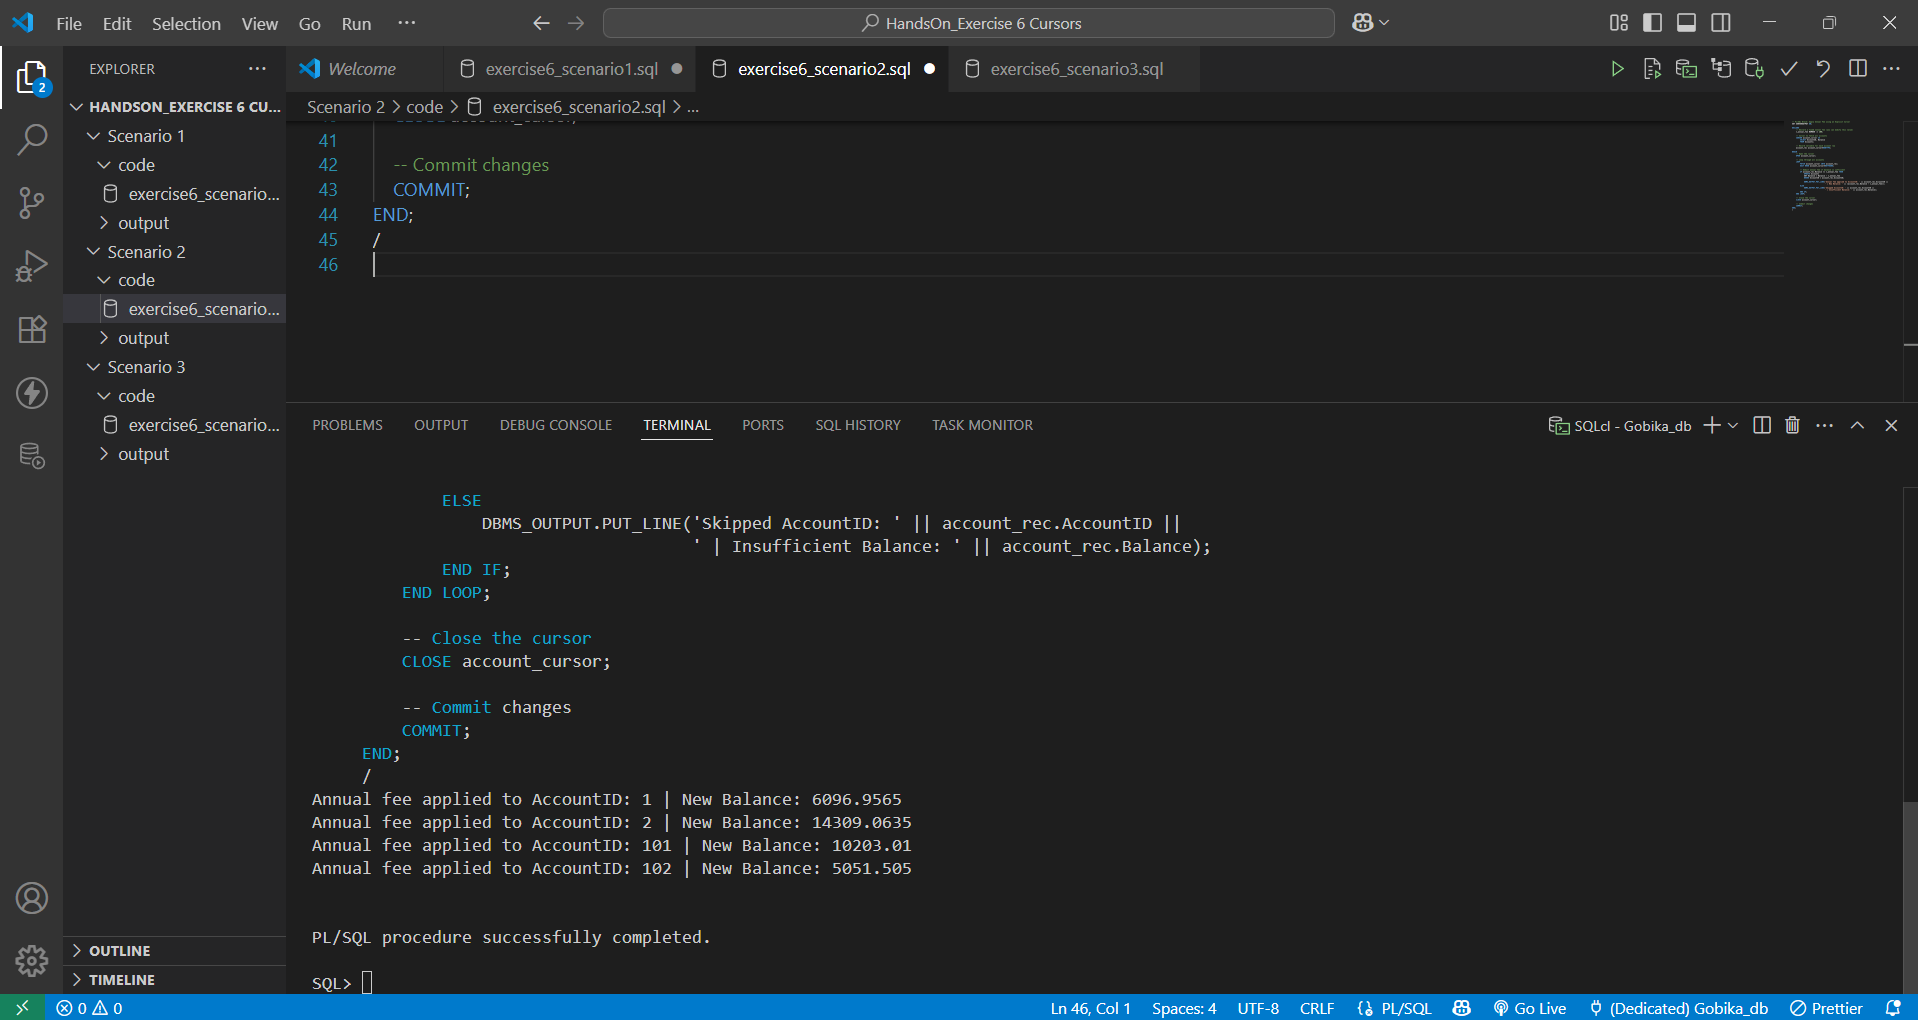 File Edit Selection View Go Run ···
HandsOn_Exercise 6 Cursors
EXPLORER ···
HANDSON_EXERCISE 6 CU...
Scenario 1
code
exercise6_scenario...
output
Scenario 2
code
exercise6_scenario...
output
Scenario 3
code
exercise6_scenario...
output
OUTLINE
TIMELINE
2
Welcome exercise6_scenario1.sql exercise6_scenario2.sql exercise6_scenario3.sql
Scenario 2 > code > exercise6_scenario2.sql > ...
41
42 -- Commit changes
43 COMMIT;
44 END;
45 /
46
PROBLEMS OUTPUT DEBUG CONSOLE TERMINAL PORTS SQL HISTORY TASK MONITOR SQLcl - Gobika_db
ELSE
DBMS_OUTPUT.PUT_LINE('Skipped AccountID: ' || account_rec.AccountID ||
' | Insufficient Balance: ' || account_rec.Balance);
END IF;
END LOOP;
-- Close the cursor
CLOSE account_cursor;
-- Commit changes
COMMIT;
END;
/
Annual fee applied to AccountID: 1 | New Balance: 6096.9565
Annual fee applied to AccountID: 2 | New Balance: 14309.0635
Annual fee applied to AccountID: 101 | New Balance: 10203.01
Annual fee applied to AccountID: 102 | New Balance: 5051.505
PL/SQL procedure successfully completed.
SQL>
0 0 Ln 46, Col 1 Spaces: 4 UTF-8 CRLF PL/SQL Go Live (Dedicated) Gobika_db Prettier